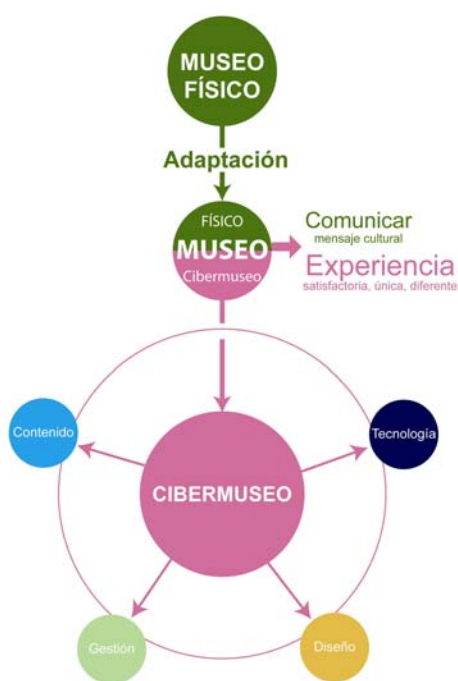 MUSEO
FÍSICO
Adaptación
FÍSICO
MUSEO
Cibermuseo
Comunicar
mensaje cultural
Experiencia
satisfactoria, única, diferente
Contenido
Tecnología
CIBERMUSEO
Gestión
Diseño